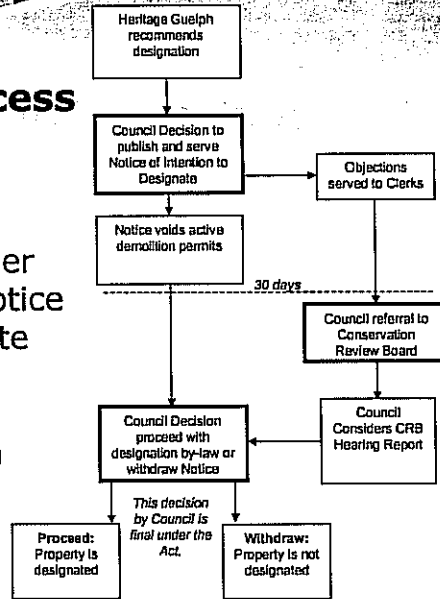 cess
er
otice
te
Heritage Guelph
recommends
designation
Council Decision to
publish and serve
Notice of Intention to
Designate
Objections
served to Clerks
Notice voids active
demolition permits
30 days
Council referral to
Conservation
Review Board
Council
Considers CRB
Hearing Report
Council Decision
proceed with
designation by-law or
withdraw Notice
This decision
by Council is
final under the
Act.
Proceed:
Property is
designated
Withdraw:
Property is not
designated